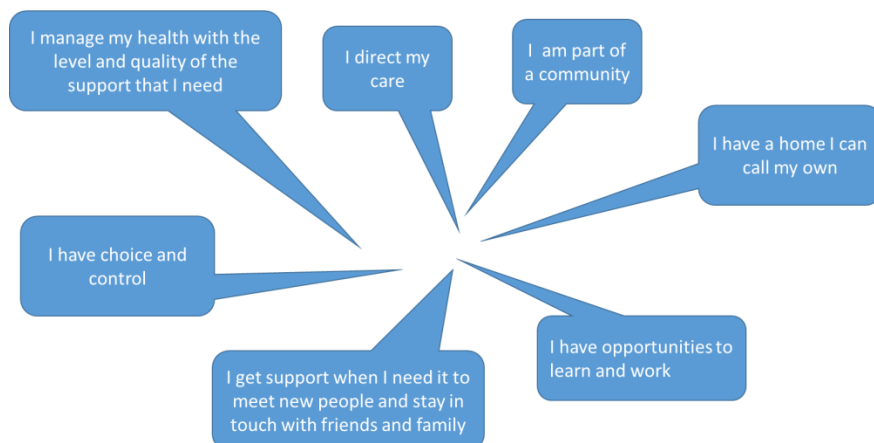 I manage my health with the
level and quality of the
support that I need
I direct my
care
I am part of
a community
I have a home I can
call my own
I have choice and
control
I have opportunities to
learn and work
I get support when I need it to
meet new people and stay in
touch with friends and family